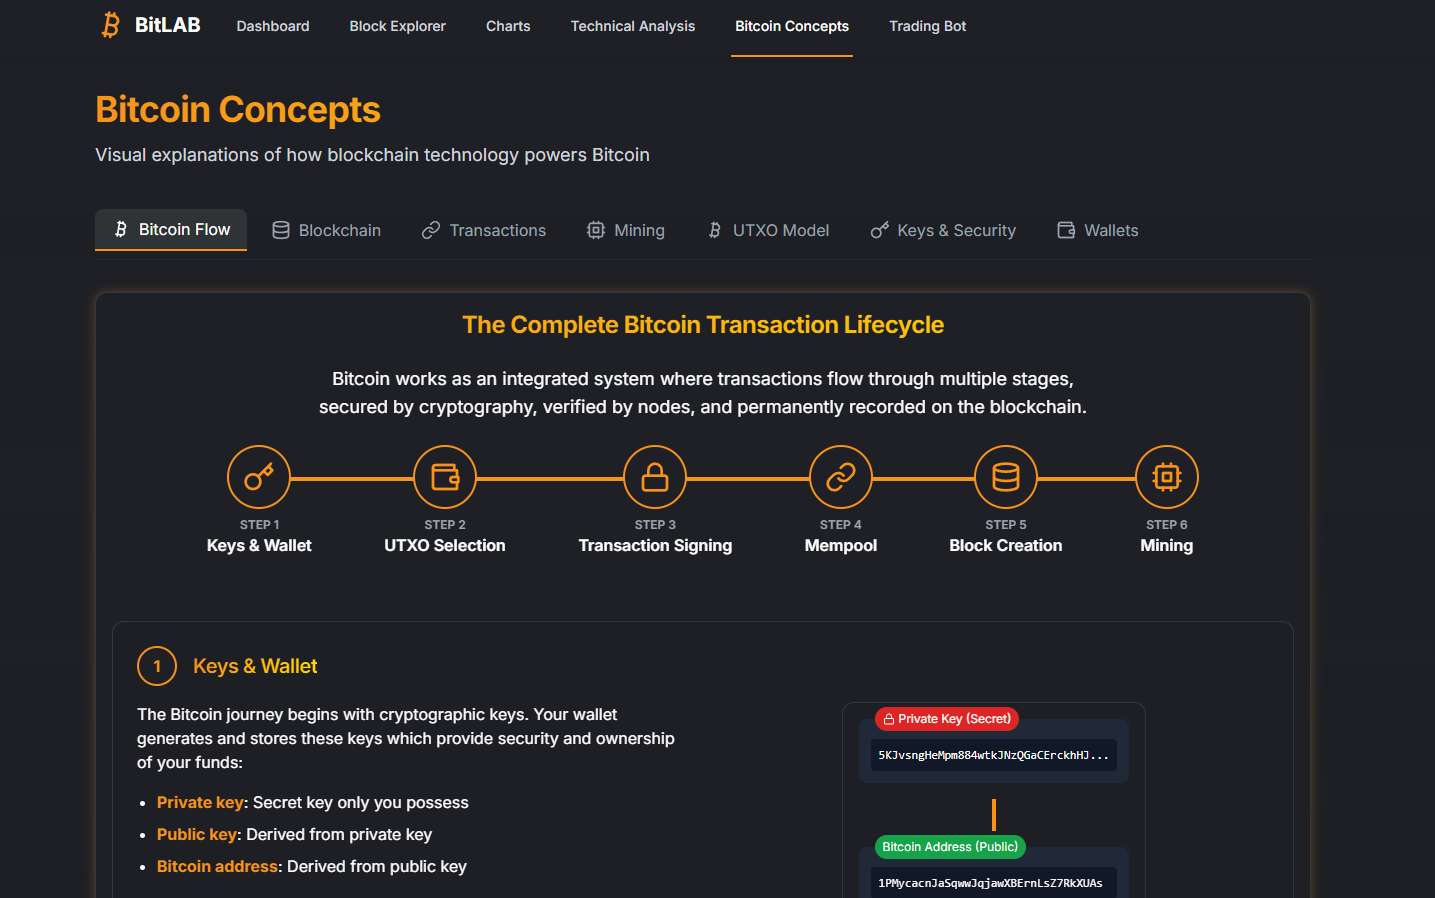 BitLAB
Dashboard
Block Explorer
Charts
Technical Analysis
Bitcoin Concepts
Trading Bot
Bitcoin Concepts
Visual explanations of how blockchain technology powers Bitcoin
Bitcoin Flow
Blockchain
Transactions
Mining
UTXO Model
Keys & Security
Wallets
The Complete Bitcoin Transaction Lifecycle
Bitcoin works as an integrated system where transactions flow through multiple stages,
secured by cryptography, verified by nodes, and permanently recorded on the blockchain.
STEP 1
Keys & Wallet
STEP 2
UTXO Selection
STEP 3
Transaction Signing
STEP 4
Mempool
STEP 5
Block Creation
STEP 6
Mining
1
Keys & Wallet
The Bitcoin journey begins with cryptographic keys. Your wallet
generates and stores these keys which provide security and ownership
of your funds:
• Private key: Secret key only you possess
• Public key: Derived from private key
• Bitcoin address: Derived from public key
Private Key (Secret)
5KJvsngHeMpm884wtkJNzQGaCErckhHJ...
Bitcoin Address (Public)
1PMycacnJaSqwwJqjawXBErnLsZ7RkXUAs